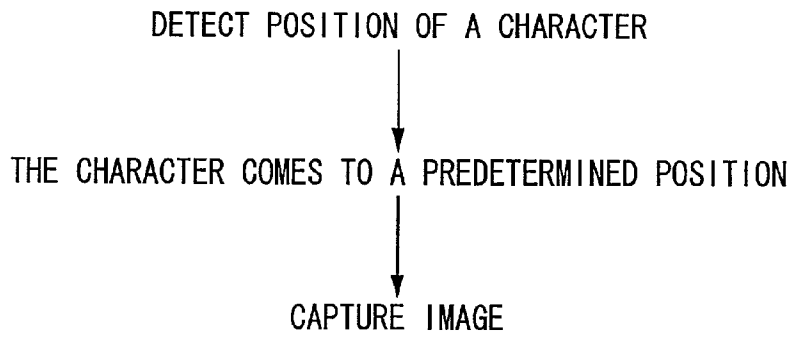 DETECT POSITION OF A CHARACTER
THE CHARACTER COMES TO A PREDETERMINED POSITION
CAPTURE IMAGE